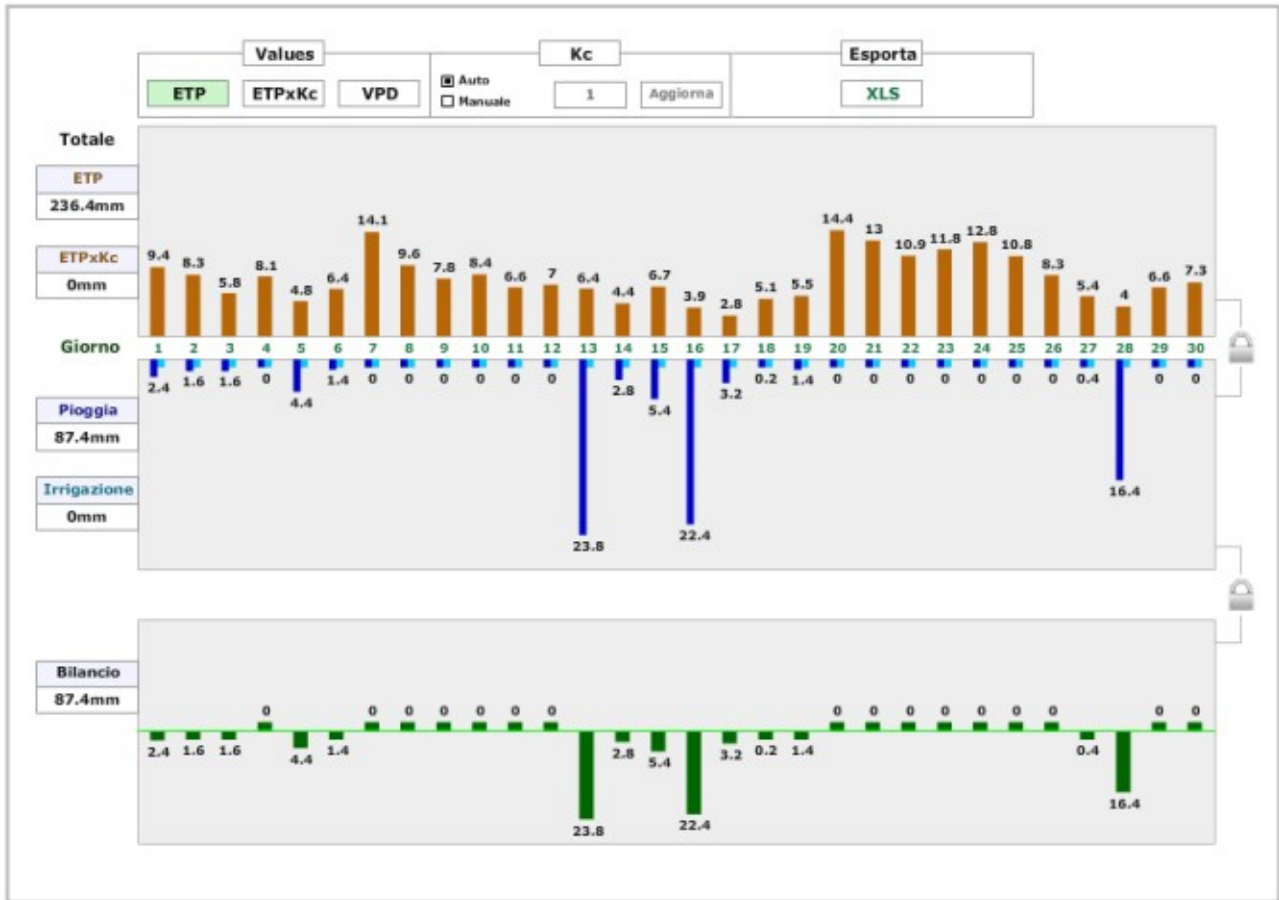 Values Kc Esporta
ETP ETPxKc VPD Auto Manuale 1 Aggiorna XLS
Totale
ETP
236.4mm
ETPxKc
0mm
9.4 8.3 5.8 8.1 4.8 6.4 14.1 9.6 7.8 8.4 6.6 7 6.4 4.4 6.7 3.9 2.8 5.1 5.5 14.4 13 10.9 11.8 12.8 10.8 8.3 5.4 4 6.6 7.3
Giorno 1 2 3 4 5 6 7 8 9 10 11 12 13 14 15 16 17 18 19 20 21 22 23 24 25 26 27 28 29 30
2.4 1.6 1.6 0 4.4 1.4 0 0 0 0 0 0 23.8 2.8 5.4 22.4 3.2 0.2 1.4 0 0 0 0 0 0 0 0.4 16.4 0 0
Pioggia
87.4mm
Irrigazione
0mm
Bilancio
87.4mm
2.4 1.6 1.6 0 4.4 1.4 0 0 0 0 0 0 23.8 2.8 5.4 22.4 3.2 0.2 1.4 0 0 0 0 0 0 0 0.4 16.4 0 0